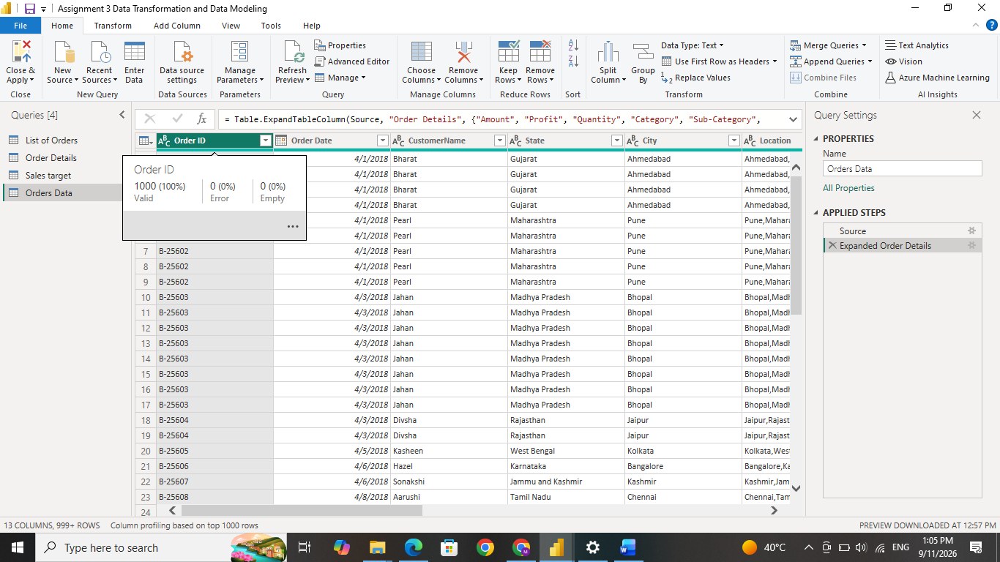 Assignment 3 Data Transformation and Data Modeling
File Home Transform Add Column View Tools Help
Close & Apply
Close
New Source
Recent Sources
Enter Data
New Query
Data source settings
Data Sources
Manage Parameters
Parameters
Refresh Preview
Properties
Advanced Editor
Manage
Query
Choose Columns
Remove Columns
Manage Columns
Keep Rows
Remove Rows
Reduce Rows
A Z
Z A
Sort
Split Column
Group By
Data Type: Text
Use First Row as Headers
1 2 Replace Values
Transform
Merge Queries
Append Queries
Combine Files
Combine
Text Analytics
Vision
Azure Machine Learning
AI Insights
Queries [4]
List of Orders
Order Details
Sales target
Orders Data
fx = Table.ExpandTableColumn(Source, "Order Details", {"Amount", "Profit", "Quantity", "Category", "Sub-Category",
ABC Order ID Order Date ABC CustomerName ABC State ABC City ABC Location
4/1/2018 Bharat Gujarat Ahmedabad Ahmedabad,
4/1/2018 Bharat Gujarat Ahmedabad Ahmedabad,
4/1/2018 Bharat Gujarat Ahmedabad Ahmedabad,
4/1/2018 Bharat Gujarat Ahmedabad Ahmedabad,
4/1/2018 Pearl Maharashtra Pune Pune,Mahara
4/1/2018 Pearl Maharashtra Pune Pune,Mahara
7 B-25602 4/1/2018 Pearl Maharashtra Pune Pune,Mahara
8 B-25602 4/1/2018 Pearl Maharashtra Pune Pune,Mahara
9 B-25602 4/1/2018 Pearl Maharashtra Pune Pune,Mahara
10 B-25603 4/3/2018 Jahan Madhya Pradesh Bhopal Bhopal,Madh
11 B-25603 4/3/2018 Jahan Madhya Pradesh Bhopal Bhopal,Madh
12 B-25603 4/3/2018 Jahan Madhya Pradesh Bhopal Bhopal,Madh
13 B-25603 4/3/2018 Jahan Madhya Pradesh Bhopal Bhopal,Madh
14 B-25603 4/3/2018 Jahan Madhya Pradesh Bhopal Bhopal,Madh
15 B-25603 4/3/2018 Jahan Madhya Pradesh Bhopal Bhopal,Madh
16 B-25603 4/3/2018 Jahan Madhya Pradesh Bhopal Bhopal,Madh
17 B-25603 4/3/2018 Jahan Madhya Pradesh Bhopal Bhopal,Madh
18 B-25604 4/3/2018 Divsha Rajasthan Jaipur Jaipur,Rajast
19 B-25604 4/3/2018 Divsha Rajasthan Jaipur Jaipur,Rajast
20 B-25605 4/5/2018 Kasheen West Bengal Kolkata Kolkata,West
21 B-25606 4/6/2018 Hazel Karnataka Bangalore Bangalore,Ka
22 B-25607 4/6/2018 Sonakshi Jammu and Kashmir Kashmir Kashmir,Jam
23 B-25608 4/8/2018 Aarushi Tamil Nadu Chennai Chennai,Tam
24
Order ID
1000 (100%) 0 (0%) 0 (0%)
Valid Error Empty
...
Query Settings
PROPERTIES
Name
Orders Data
All Properties
APPLIED STEPS
Source
Expanded Order Details
13 COLUMNS, 999+ ROWS Column profiling based on top 1000 rows PREVIEW DOWNLOADED AT 12:57 PM
Type here to search
40°C
ENG
1:05 PM
9/11/2026